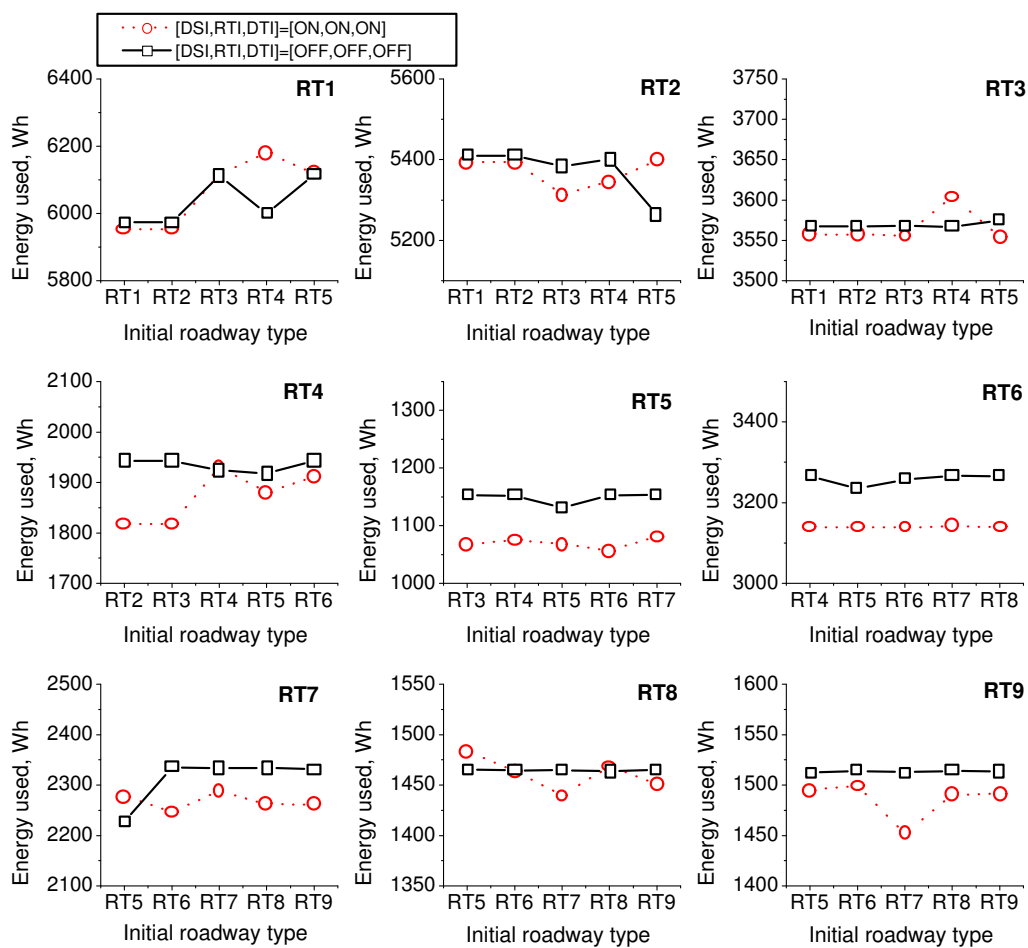 [DSI,RTI,DTI]=[ON,ON,ON]
[DSI,RTI,DTI]=[OFF,OFF,OFF]
RT1
Energy used, Wh
6400
6200
6000
5800
RT1 RT2 RT3 RT4 RT5
Initial roadway type
RT2
Energy used, Wh
5600
5400
5200
RT1 RT2 RT3 RT4 RT5
Initial roadway type
RT3
Energy used, Wh
3750
3700
3650
3600
3550
3500
RT1 RT2 RT3 RT4 RT5
Initial roadway type
RT4
Energy used, Wh
2100
2000
1900
1800
1700
RT2 RT3 RT4 RT5 RT6
Initial roadway type
RT5
Energy used, Wh
1300
1200
1100
1000
RT3 RT4 RT5 RT6 RT7
Initial roadway type
RT6
Energy used, Wh
3400
3200
3000
RT4 RT5 RT6 RT7 RT8
Initial roadway type
RT7
Energy used, Wh
2500
2400
2300
2200
2100
RT5 RT6 RT7 RT8 RT9
Initial roadway type
RT8
Energy used, Wh
1550
1500
1450
1400
1350
RT5 RT6 RT7 RT8 RT9
Initial roadway type
RT9
Energy used, Wh
1600
1550
1500
1450
1400
RT5 RT6 RT7 RT8 RT9
Initial roadway type